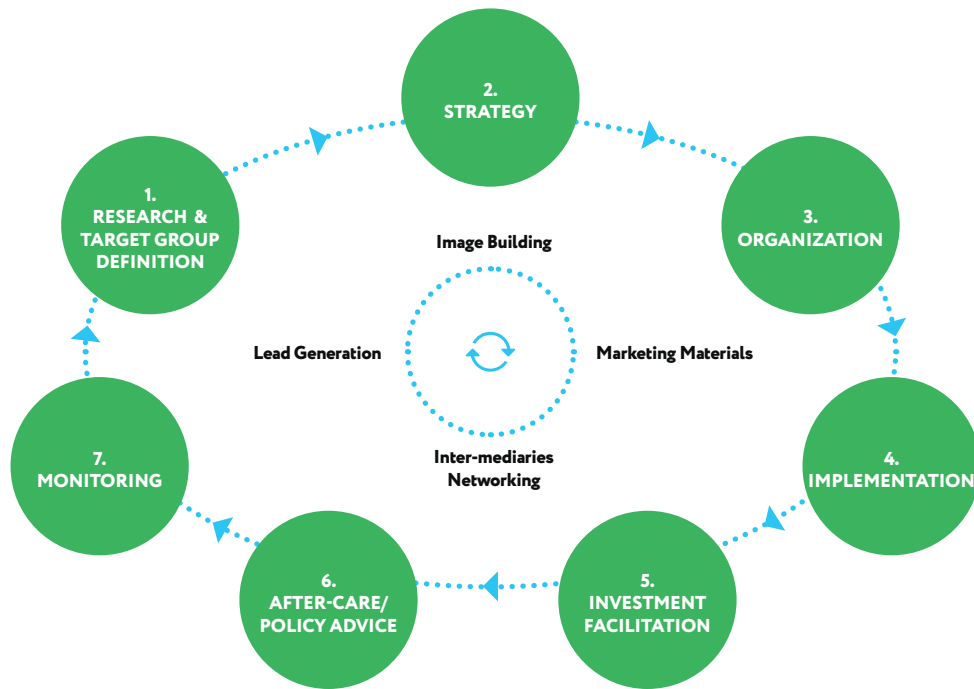 1.
RESEARCH &
TARGET GROUP
DEFINITION
2.
STRATEGY
3.
ORGANIZATION
4.
IMPLEMENTATION
5.
INVESTMENT
FACILITATION
6.
AFTER-CARE/
POLICY ADVICE
7.
MONITORING
Image Building
Marketing Materials
Inter-mediaries
Networking
Lead Generation